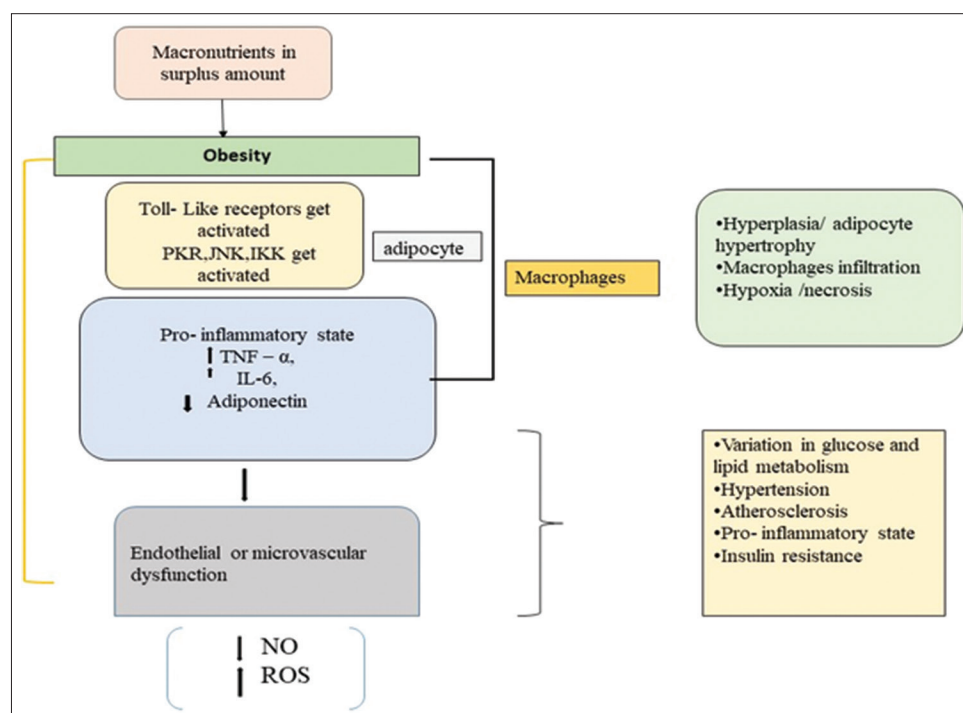 Macronutrients in
surplus amount
Obesity
Toll- Like receptors get
activated
PKR,JNK,IKK get
activated
adipocyte
Macrophages
•Hyperplasia/ adipocyte
hypertrophy
•Macrophages infiltration
•Hypoxia /necrosis
Pro- inflammatory state
⬆ TNF – α,
⬆ IL-6,
⬇ Adiponectin
•Variation in glucose and
lipid metabolism
•Hypertension
•Atherosclerosis
•Pro- inflammatory state
•Insulin resistance
Endothelial or microvascular
dysfunction
⬇ NO
⬆ ROS